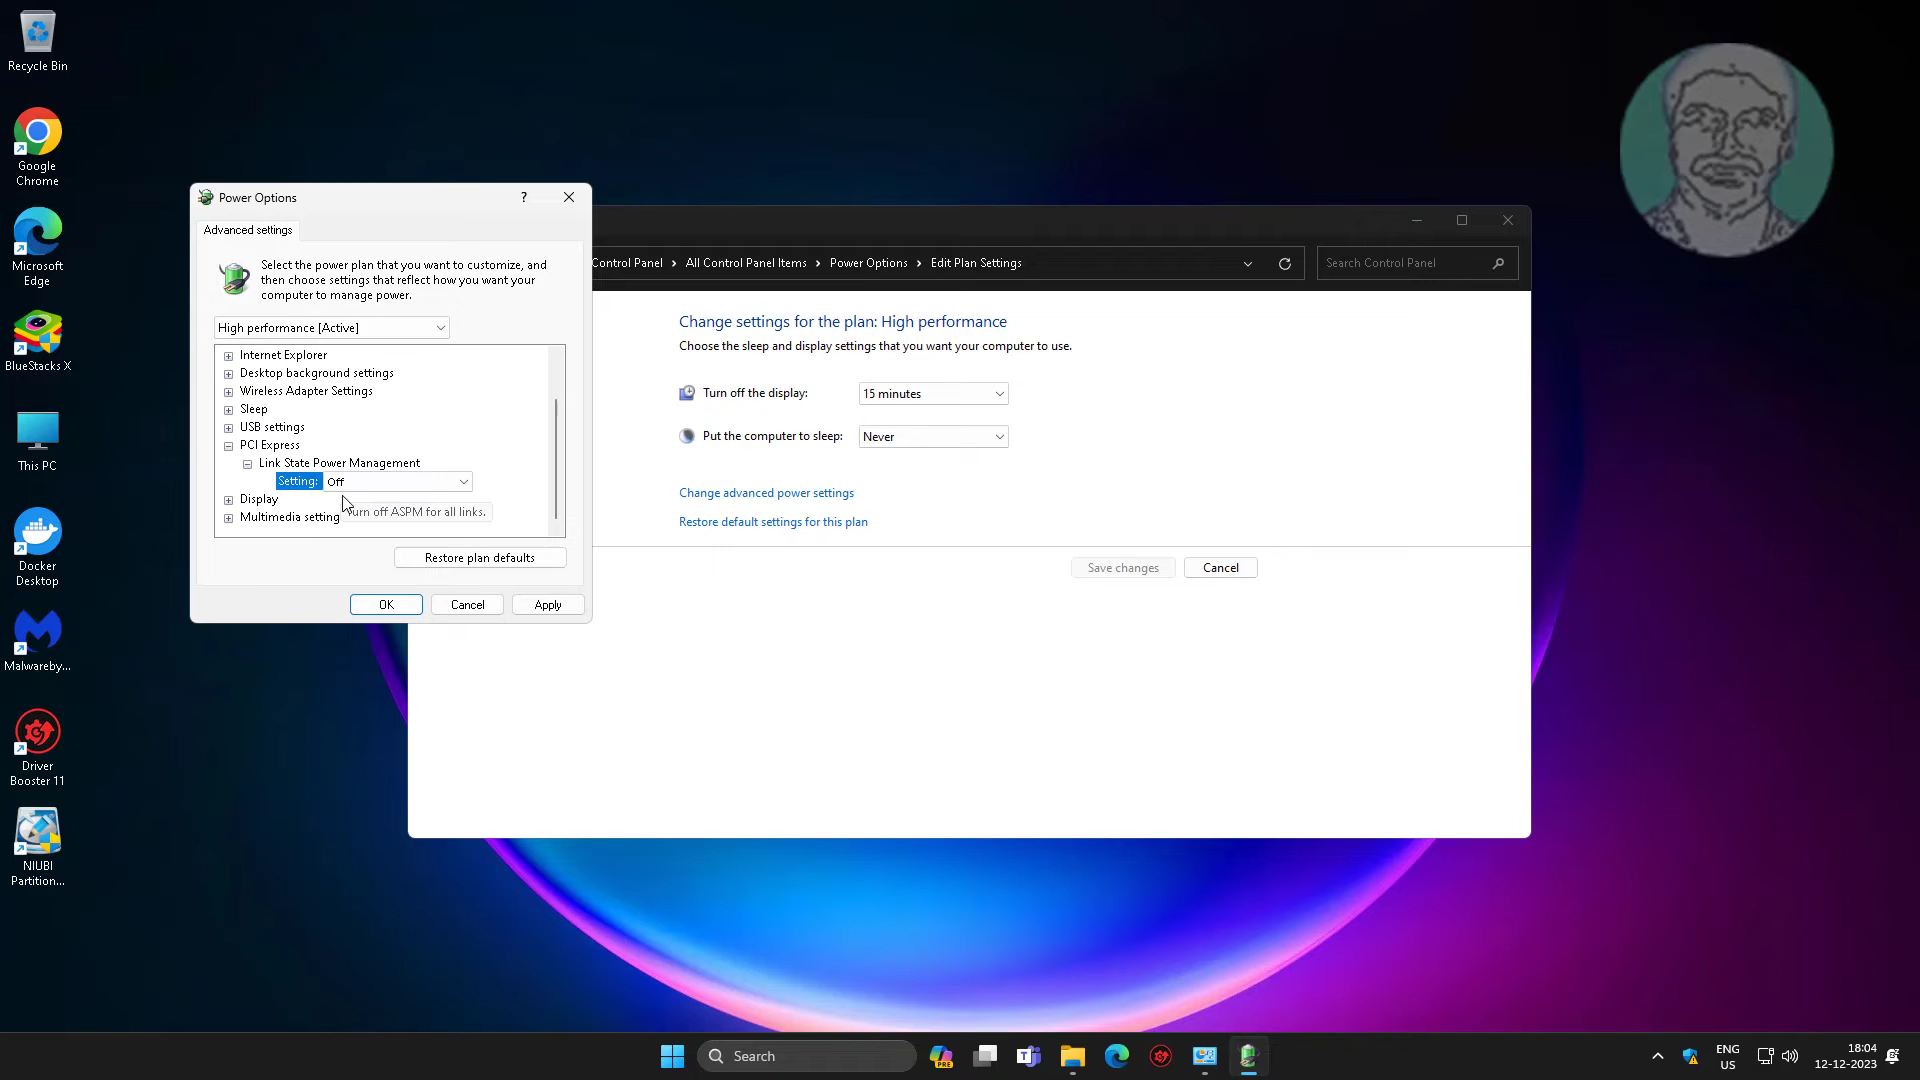 Recycle Bin
Google
Chrome
Microsoft
Edge
BlueStacks X
This PC
Docker
Desktop
Malwareby...
Driver
Booster 11
NIUBI
Partition...
Power Options
?
Advanced settings
Select the power plan that you want to customize, and
then choose settings that reflect how you want your
computer to manage power.
High performance [Active]
Internet Explorer
Desktop background settings
Wireless Adapter Settings
Sleep
USB settings
PCI Express
Link State Power Management
Setting: Off
Display
Multimedia setting
urn off ASPM for all links.
Restore plan defaults
OK Cancel Apply
Control Panel > All Control Panel Items > Power Options > Edit Plan Settings
Search Control Panel
Change settings for the plan: High performance
Choose the sleep and display settings that you want your computer to use.
Turn off the display: 15 minutes
Put the computer to sleep: Never
Change advanced power settings
Restore default settings for this plan
Save changes Cancel
Search
PRE
ENG
US
18:04
12-12-2023